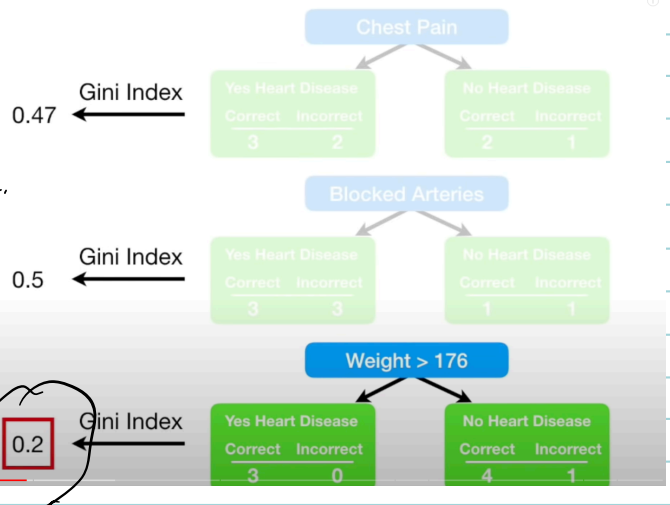 Chest Pain
Gini Index
0.47
Yes Heart Disease
Correct Incorrect
3 2
No Heart Disease
Correct Incorrect
2 1
Blocked Arteries
Gini Index
0.5
Yes Heart Disease
Correct Incorrect
3 3
No Heart Disease
Correct Incorrect
1 1
Weight > 176
Gini Index
0.2
Yes Heart Disease
Correct Incorrect
3 0
No Heart Disease
Correct Incorrect
4 1